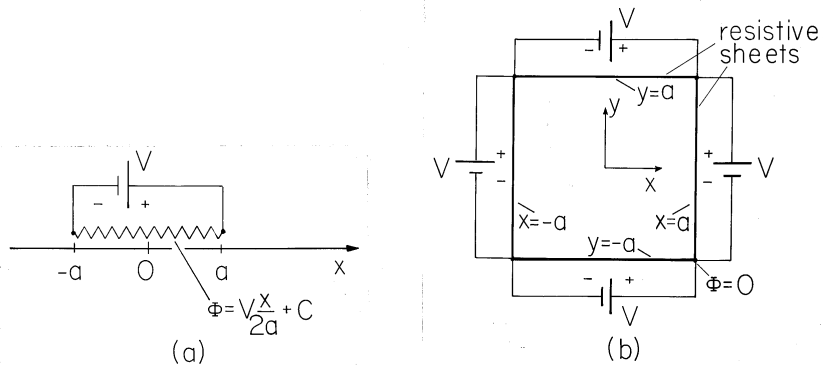 V
- +
-a 0 a x
Φ=V x/2a + C
(a)
V
- +
resistive
sheets
y=a
y
x
V + -
+ - V
x=-a
x=a
y=-a
Φ=0
- +
V
(b)